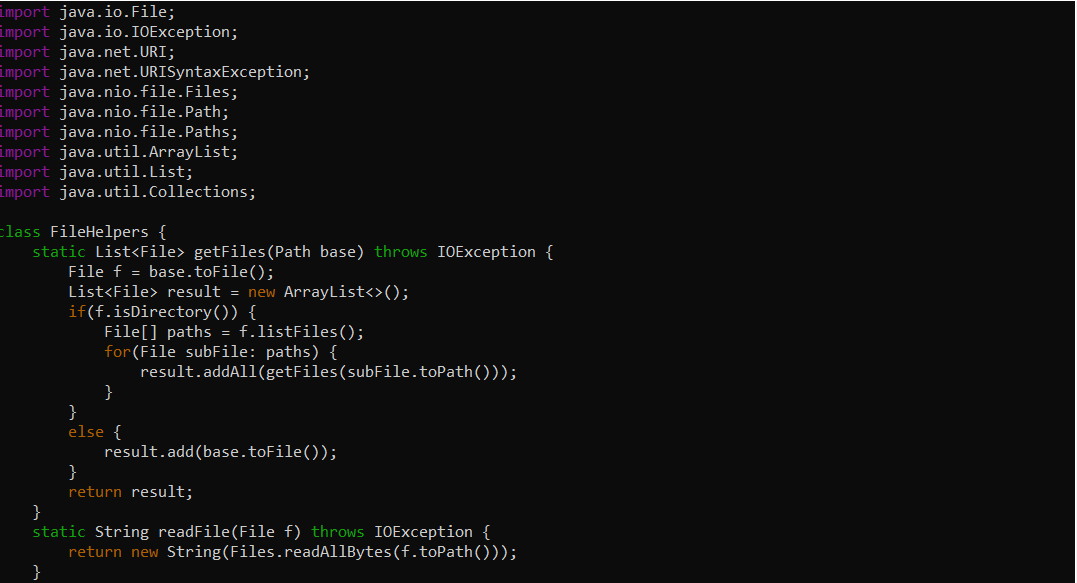 import java.io.File;
import java.io.IOException;
import java.net.URI;
import java.net.URISyntaxException;
import java.nio.file.Files;
import java.nio.file.Path;
import java.nio.file.Paths;
import java.util.ArrayList;
import java.util.List;
import java.util.Collections;

class FileHelpers {
    static List<File> getFiles(Path base) throws IOException {
        File f = base.toFile();
        List<File> result = new ArrayList<>();
        if(f.isDirectory()) {
            File[] paths = f.listFiles();
            for(File subFile: paths) {
                result.addAll(getFiles(subFile.toPath()));
            }
        }
        else {
            result.add(base.toFile());
        }
        return result;
    }
    static String readFile(File f) throws IOException {
        return new String(Files.readAllBytes(f.toPath()));
    }